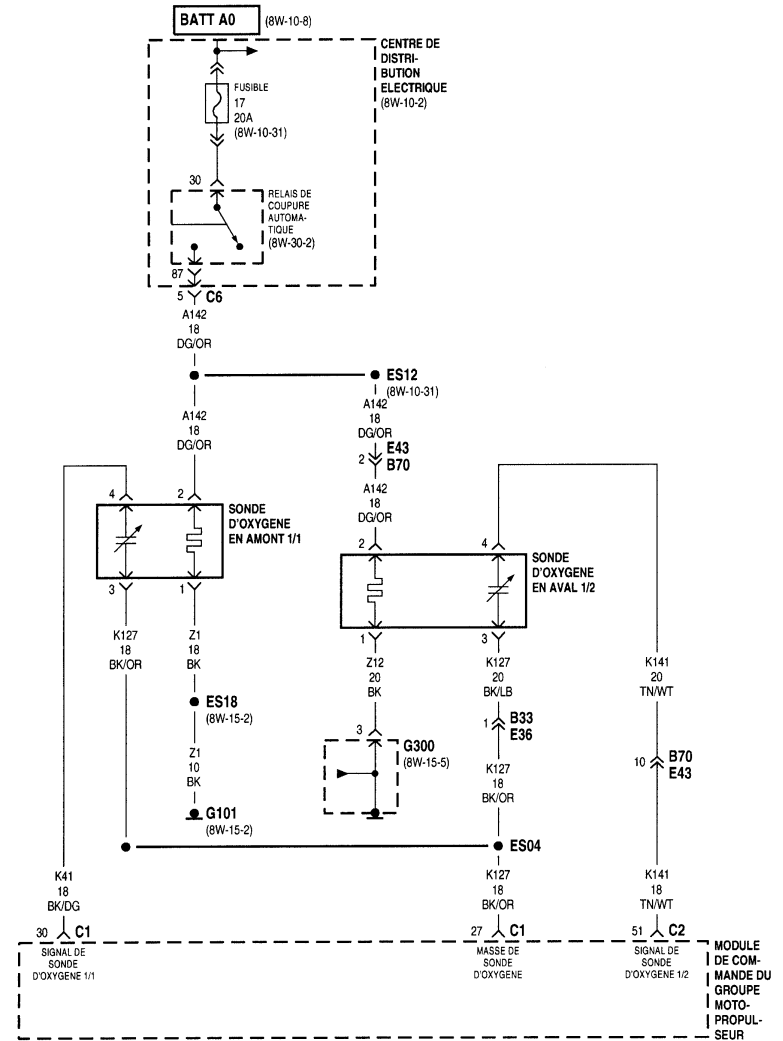 BATT A0
(8W-10-8)
CENTRE DE
DISTRI-
BUTION
ELECTRIQUE
(8W-10-2)
FUSIBLE
17
20A
(8W-10-31)
30
RELAIS DE
COUPURE
AUTOMA-
TIQUE
(8W-30-2)
87
5
C6
A142
18
DG/OR
ES12
(8W-10-31)
A142
18
DG/OR
A142
18
DG/OR
E43
2
B70
A142
18
DG/OR
4
2
SONDE
D'OXYGENE
EN AMONT 1/1
3
1
2
4
SONDE
D'OXYGENE
EN AVAL 1/2
1
3
K127
18
BK/OR
Z1
18
BK
Z12
20
BK
K127
20
BK/LB
K141
20
TN/WT
ES18
(8W-15-2)
Z1
10
BK
G101
(8W-15-2)
3
G300
(8W-15-5)
1
B33
E36
K127
18
BK/OR
10
B70
E43
ES04
K41
18
BK/DG
K127
18
BK/OR
K141
18
TN/WT
30
C1
27
C1
51
C2
SIGNAL DE
SONDE
D'OXYGENE 1/1
MASSE DE
SONDE
D'OXYGENE
SIGNAL DE
SONDE
D'OXYGENE 1/2
MODULE
DE COM-
MANDE DU
GROUPE
MOTO-
PROPUL-
SEUR